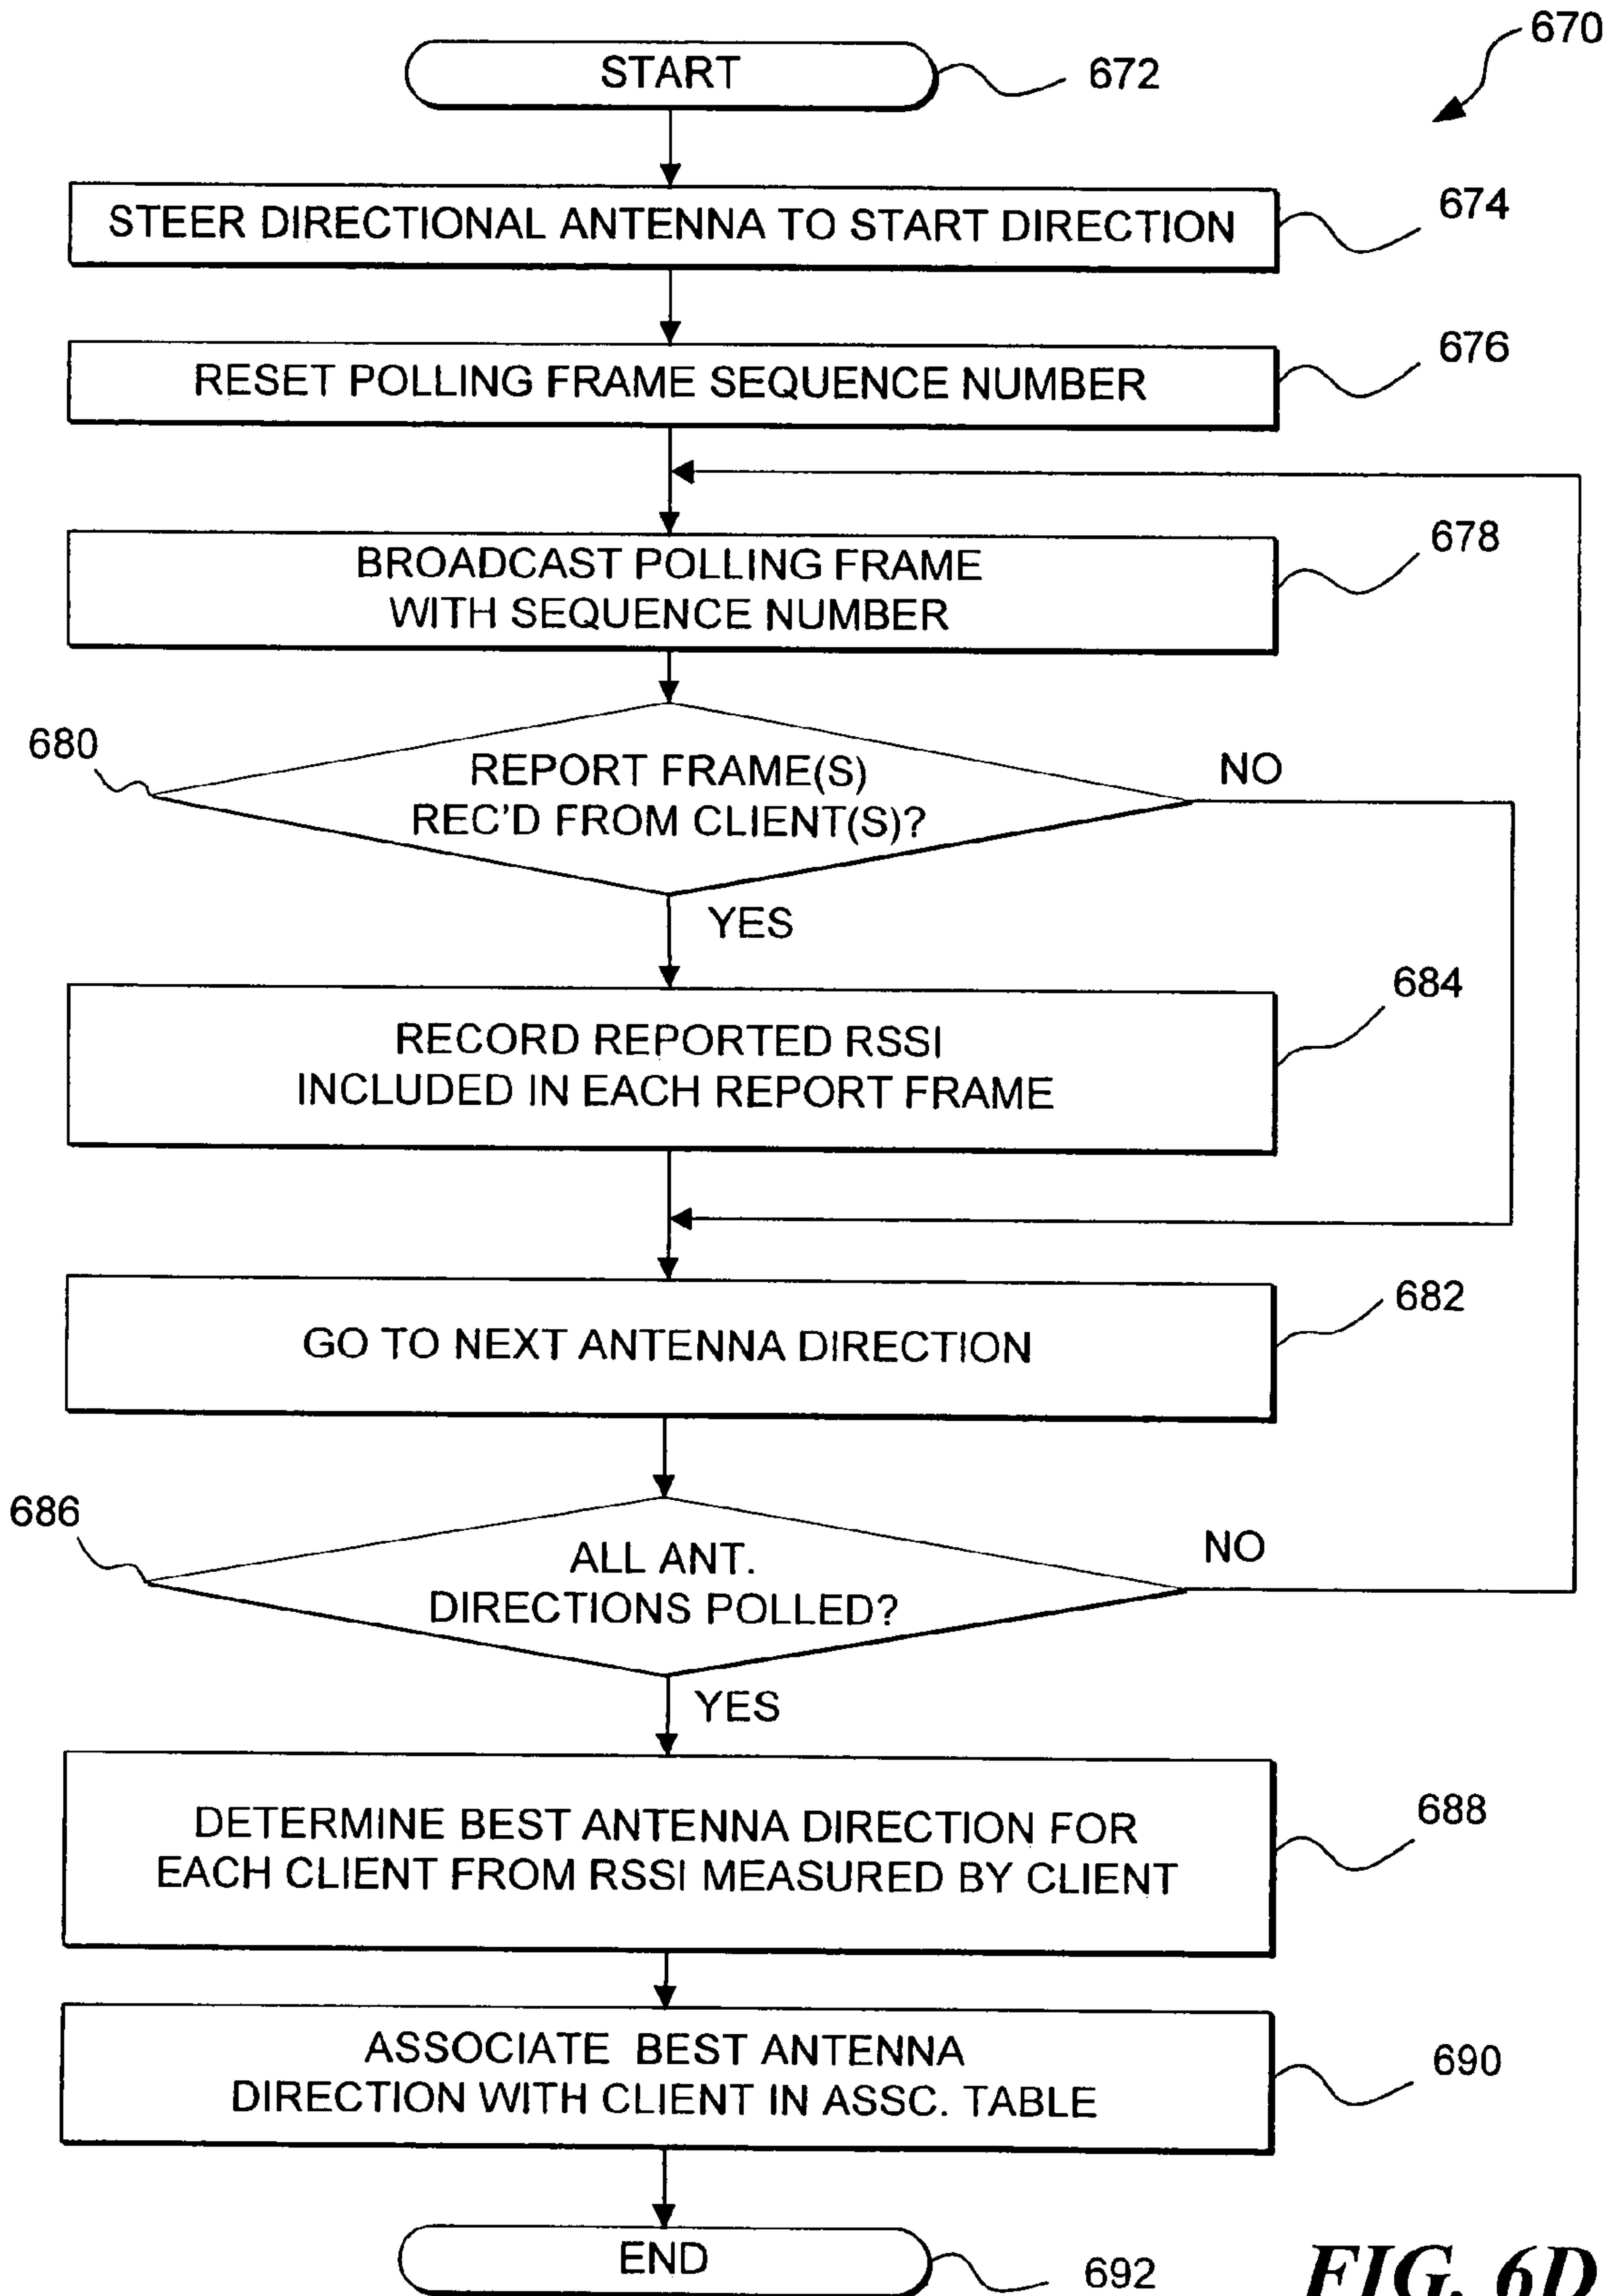 670
START
672
STEER DIRECTIONAL ANTENNA TO START DIRECTION
674
RESET POLLING FRAME SEQUENCE NUMBER
676
BROADCAST POLLING FRAME
WITH SEQUENCE NUMBER
678
680
REPORT FRAME(S)
REC'D FROM CLIENT(S)?
NO
YES
684
RECORD REPORTED RSSI
INCLUDED IN EACH REPORT FRAME
682
GO TO NEXT ANTENNA DIRECTION
686
ALL ANT.
DIRECTIONS POLLED?
NO
YES
DETERMINE BEST ANTENNA DIRECTION FOR
EACH CLIENT FROM RSSI MEASURED BY CLIENT
688
ASSOCIATE BEST ANTENNA
DIRECTION WITH CLIENT IN ASSC. TABLE
690
END
692
FIG. 6D